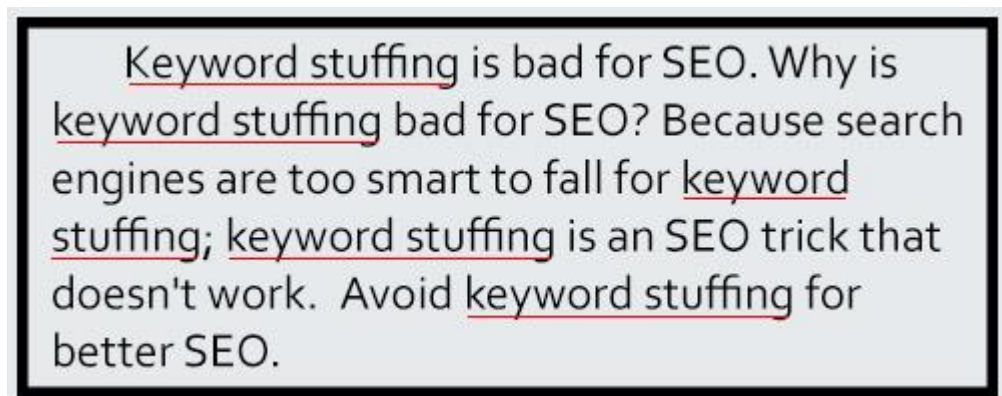 Keyword stuffing is bad for SEO. Why is
keyword stuffing bad for SEO? Because search
engines are too smart to fall for keyword
stuffing; keyword stuffing is an SEO trick that
doesn't work.  Avoid keyword stuffing for
better SEO.